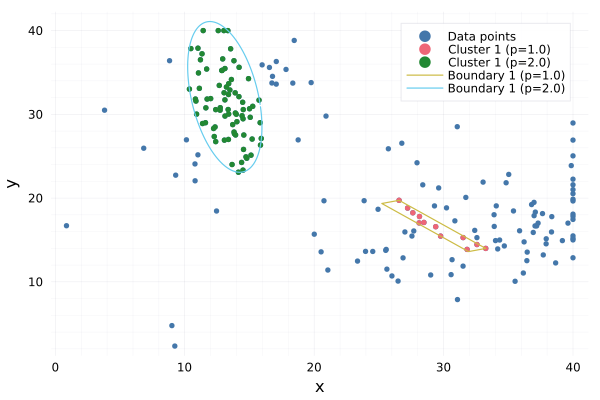 40
30
20
10
y
0
10
20
30
40
x
Data points
Cluster 1 (p=1.0)
Cluster 1 (p=2.0)
Boundary 1 (p=1.0)
Boundary 1 (p=2.0)